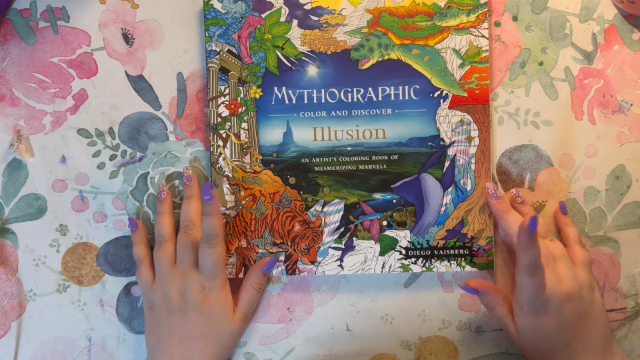 MYTHOGRAPHIC
COLOR AND DISCOVER
Illusion
AN ARTIST'S COLORING BOOK OF
MESMERIZING MARVELS
DIEGO VAISBERG